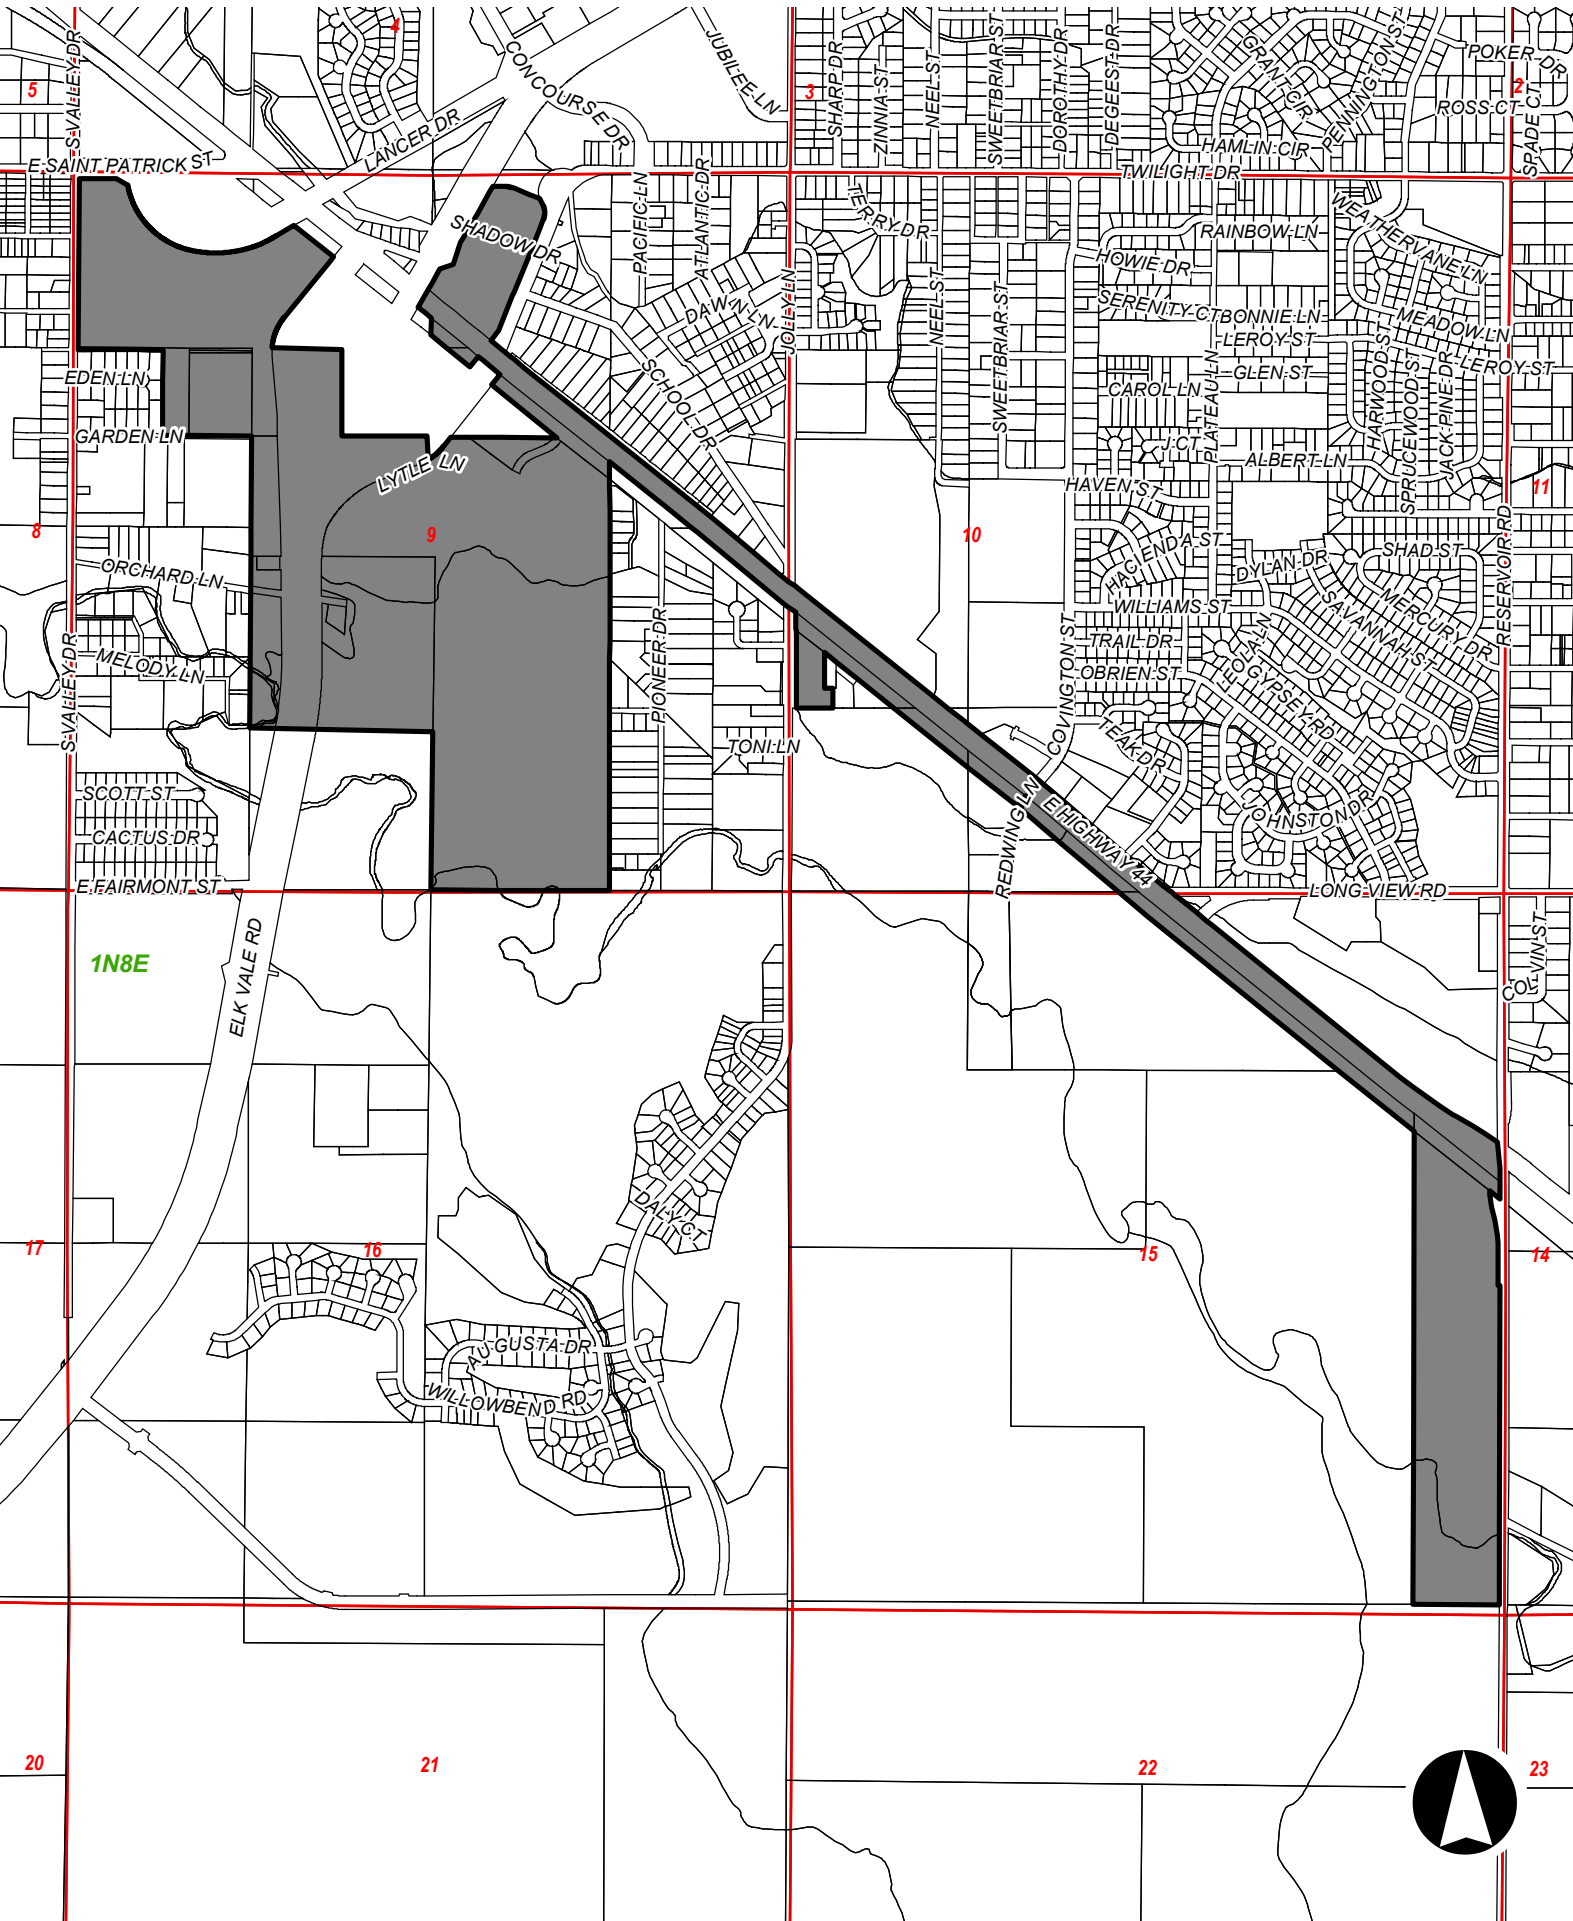 4
5
3
2
S VALLEY DR
CONCOURSE DR
JUBILEE LN
SHARP DR
ZINNIA ST
NEEL ST
SWEETBRIAR ST
DOROTHY DR
DEGEEST DR
GRANT CIR
PENNINGTON ST
POKER DR
ROSS CT
SPADE CT
LANCER DR
HAMLIN CIR
E SAINT PATRICK ST
TWILIGHT DR
PACIFIC LN
ATLANTIC DR
TERRY DR
WEATHERVANE LN
RAINBOW LN
SHADOW DR
HOWIE DR
JOLLY LN
NEEL ST
SWEETBRIAR ST
SERENITY CT
BONNIE LN
DAWN LN
MEADOW LN
LEROY ST
LEROY ST
EDEN LN
SCHOOL DR
GLEN ST
CAROL LN
PLATEAU LN
HARWOOD ST
SPRUCEWOOD ST
JACK PINE DR
GARDEN LN
J CT
LYTLE LN
ALBERT LN
HAVEN ST
11
8
9
10
HACIENDA ST
SHAD ST
RESERVOIR RD
ORCHARD LN
DYLAN DR
WILLIAMS ST
SAVANNAH ST
MERCURY DR
PIONEER DR
TRAIL DR
COVINGTON ST
LEOLA LN
S VALLEY DR
MELODY LN
OBRIEN ST
GYPSEY RD
TONI LN
TEAK DR
SCOTT ST
REDWING LN
E HIGHWAY 44
JOHNSTON DR
CACTUS DR
E FAIRMONT ST
LONG VIEW RD
1N8E
ELK VALE RD
COLVIN ST
DALY CT
17
16
15
14
AUGUSTA DR
WILLOWBEND RD
20
21
22
23